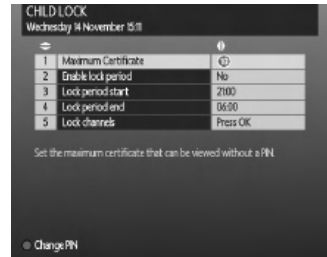 CHILD LOCK
Wednesday 14 November 15:11
1 Maximum Certificate
2 Enable lock period No
3 Lock period start 21:00
4 Lock period end 06:00
5 Lock channels Press OK
Set the maximum certificate that can be viewed without a PIN.
Change PIN